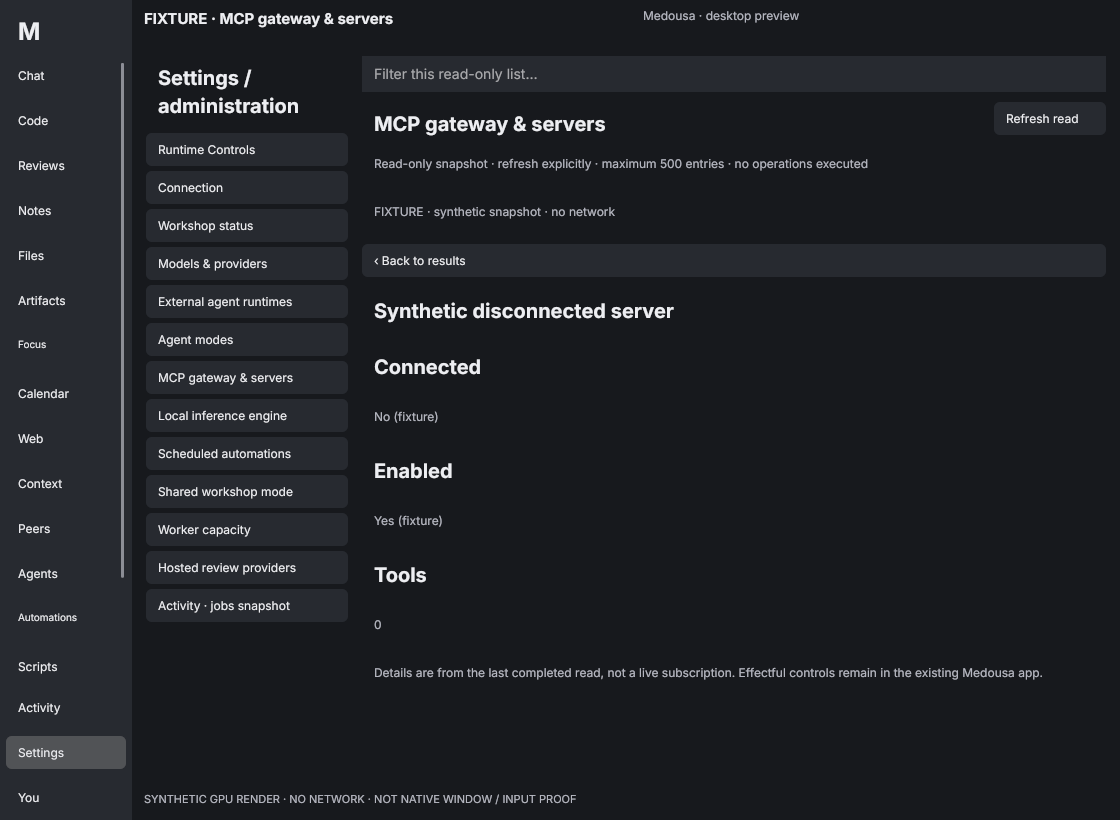 M
Chat
Code
Reviews
Notes
Files
Artifacts
Focus
Calendar
Web
Context
Peers
Agents
Automations
Scripts
Activity
Settings
You
FIXTURE · MCP gateway & servers
Medousa · desktop preview
Settings /
administration
Runtime Controls
Connection
Workshop status
Models & providers
External agent runtimes
Agent modes
MCP gateway & servers
Local inference engine
Scheduled automations
Shared workshop mode
Worker capacity
Hosted review providers
Activity · jobs snapshot
Filter this read-only list...
MCP gateway & servers
Refresh read
Read-only snapshot · refresh explicitly · maximum 500 entries · no operations executed
FIXTURE · synthetic snapshot · no network
‹ Back to results
Synthetic disconnected server
Connected
No (fixture)
Enabled
Yes (fixture)
Tools
0
Details are from the last completed read, not a live subscription. Effectful controls remain in the existing Medousa app.
SYNTHETIC GPU RENDER · NO NETWORK · NOT NATIVE WINDOW / INPUT PROOF